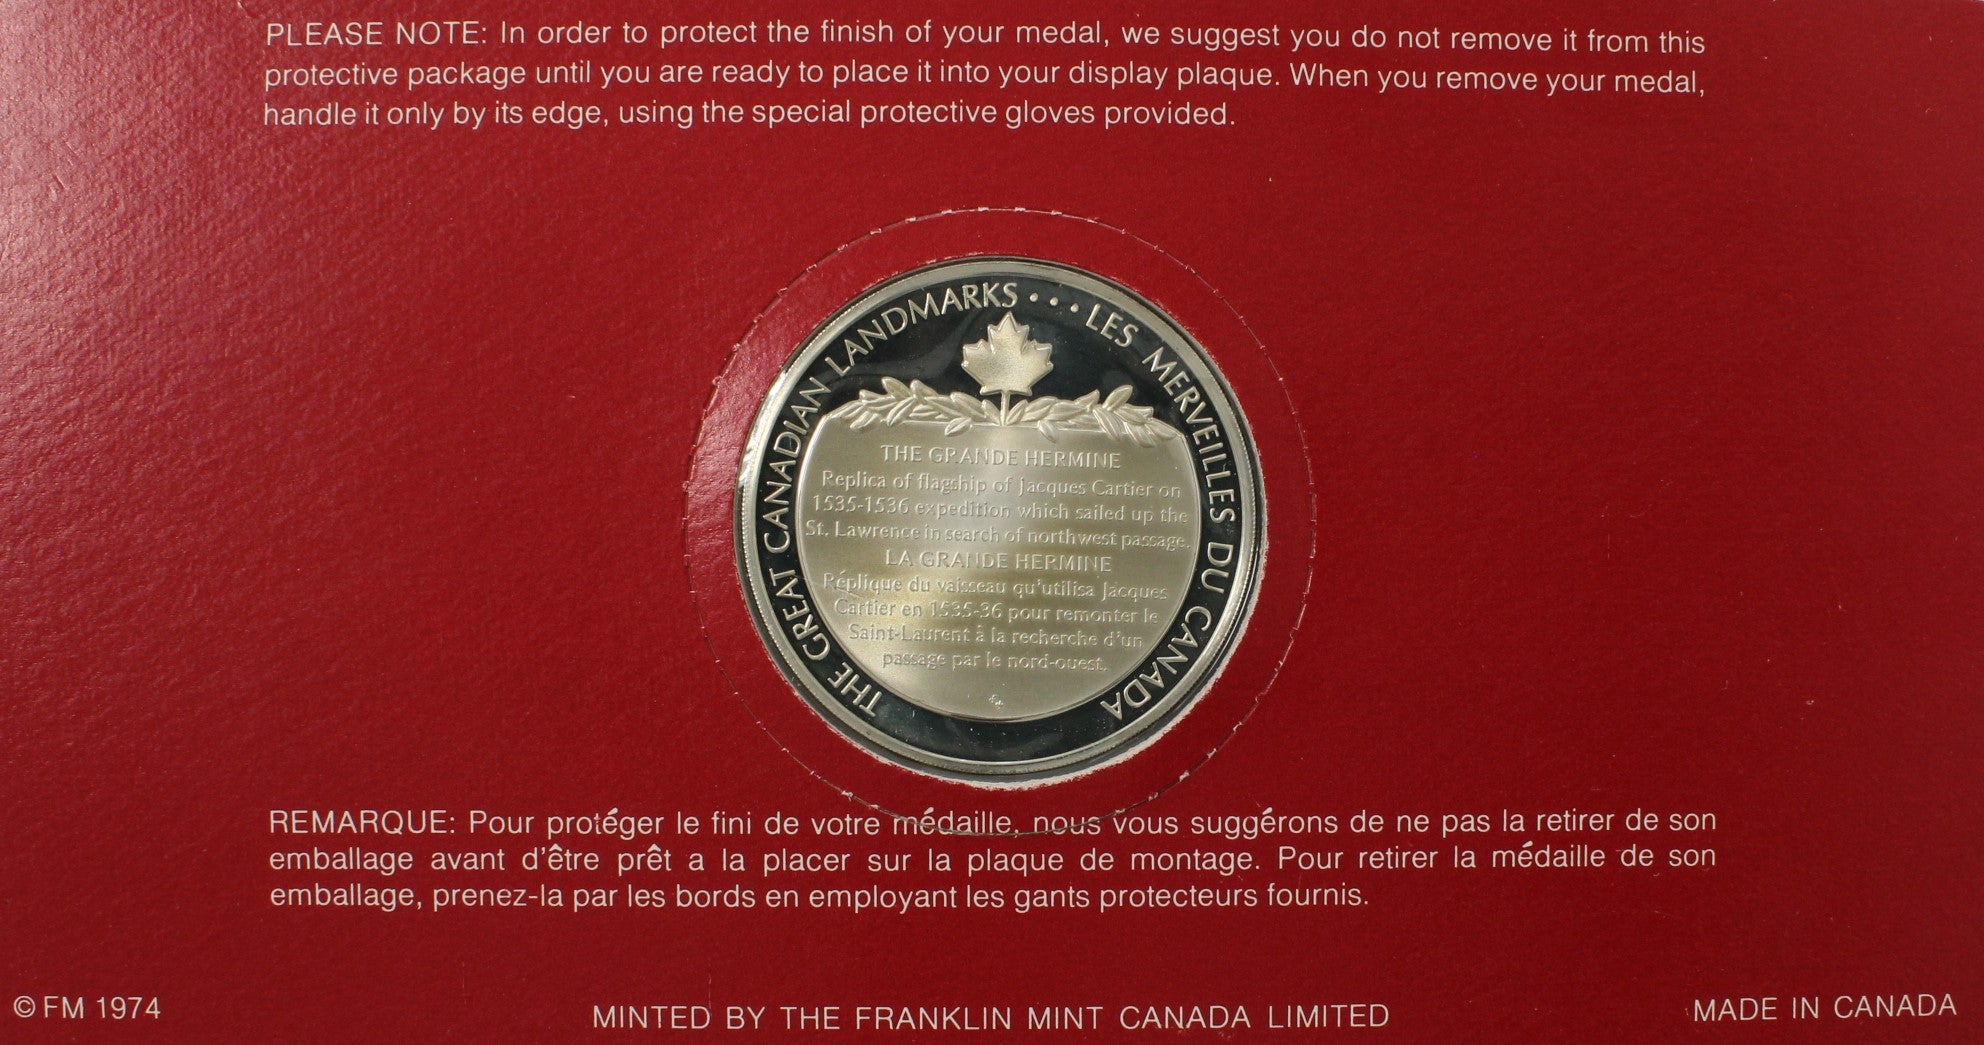 PLEASE NOTE: In order to protect the finish of your medal, we suggest you do not remove it from this
protective package until you are ready to place it into your display plaque. When you remove your medal,
handle it only by its edge, using the special protective gloves provided.
THE GREAT CANADIAN LANDMARKS ··· LES MERVEILLES DU CANADA
THE GRANDE HERMINE
Replica of flagship of Jacques Cartier on
1535-1536 expedition which sailed up the
St. Lawrence in search of northwest passage.
LA GRANDE HERMINE
Réplique du vaisseau qu'utilisa Jacques
Cartier en 1535-36 pour remonter le
Saint-Laurent à la recherche d'un
passage par le nord-ouest.
REMARQUE: Pour protéger le fini de votre médaille, nous vous suggérons de ne pas la retirer de son
emballage avant d'être prêt a la placer sur la plaque de montage. Pour retirer la médaille de son
emballage, prenez-la par les bords en employant les gants protecteurs fournis.
© FM 1974
MINTED BY THE FRANKLIN MINT CANADA LIMITED
MADE IN CANADA